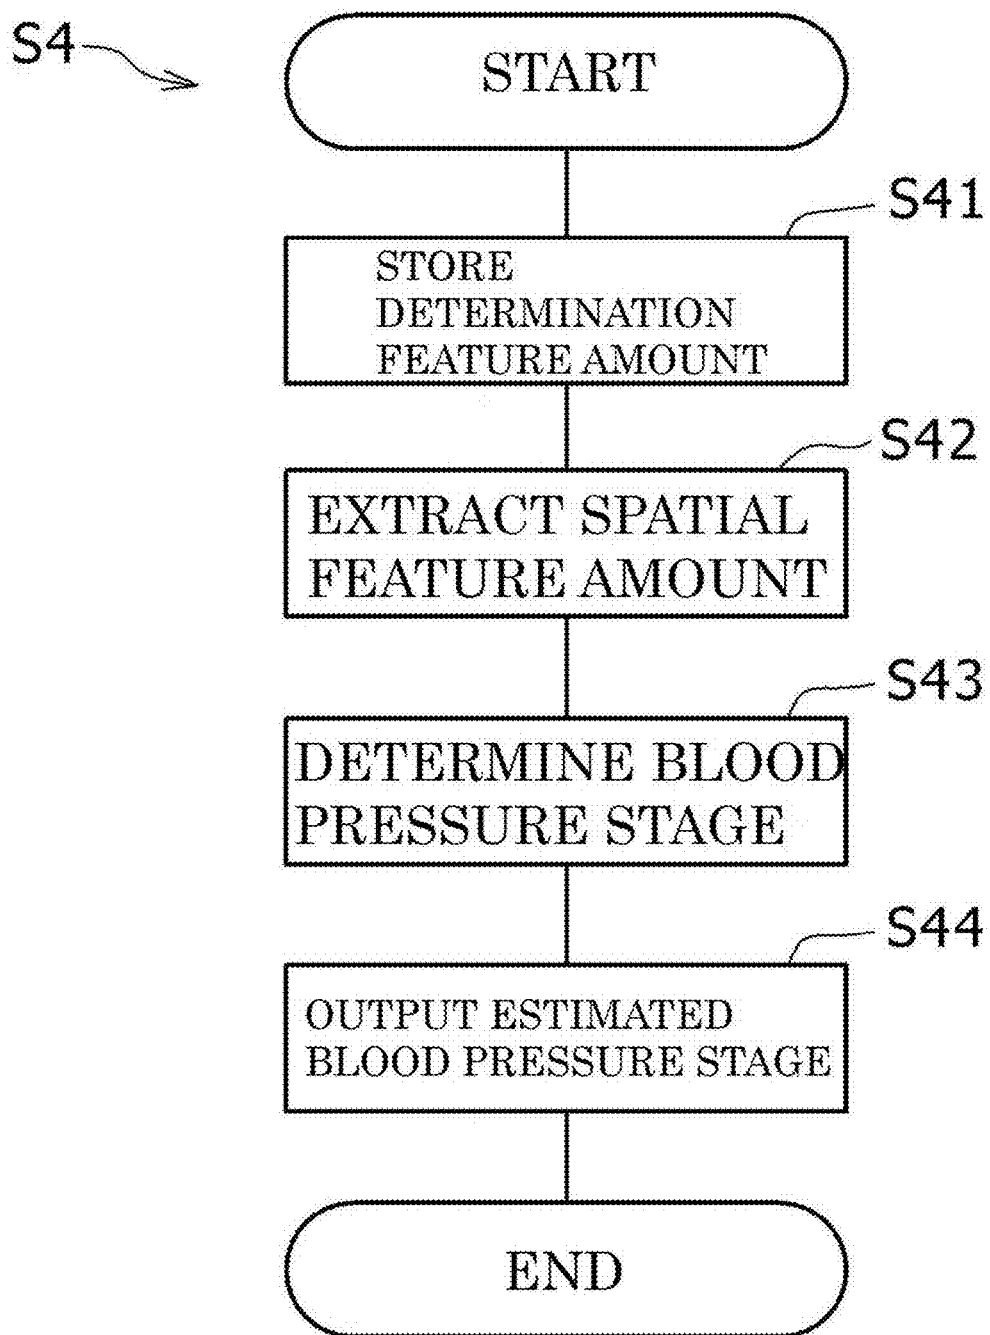 S4
START
S41
STORE
DETERMINATION
FEATURE AMOUNT
S42
EXTRACT SPATIAL
FEATURE AMOUNT
S43
DETERMINE BLOOD
PRESSURE STAGE
S44
OUTPUT ESTIMATED
BLOOD PRESSURE STAGE
END